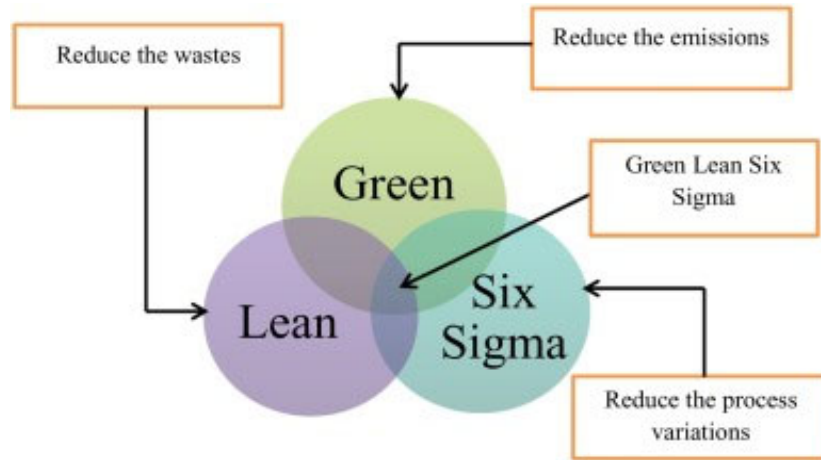 Reduce the wastes
Reduce the emissions
Green
Green Lean Six
Sigma
Lean
Six
Sigma
Reduce the process
variations